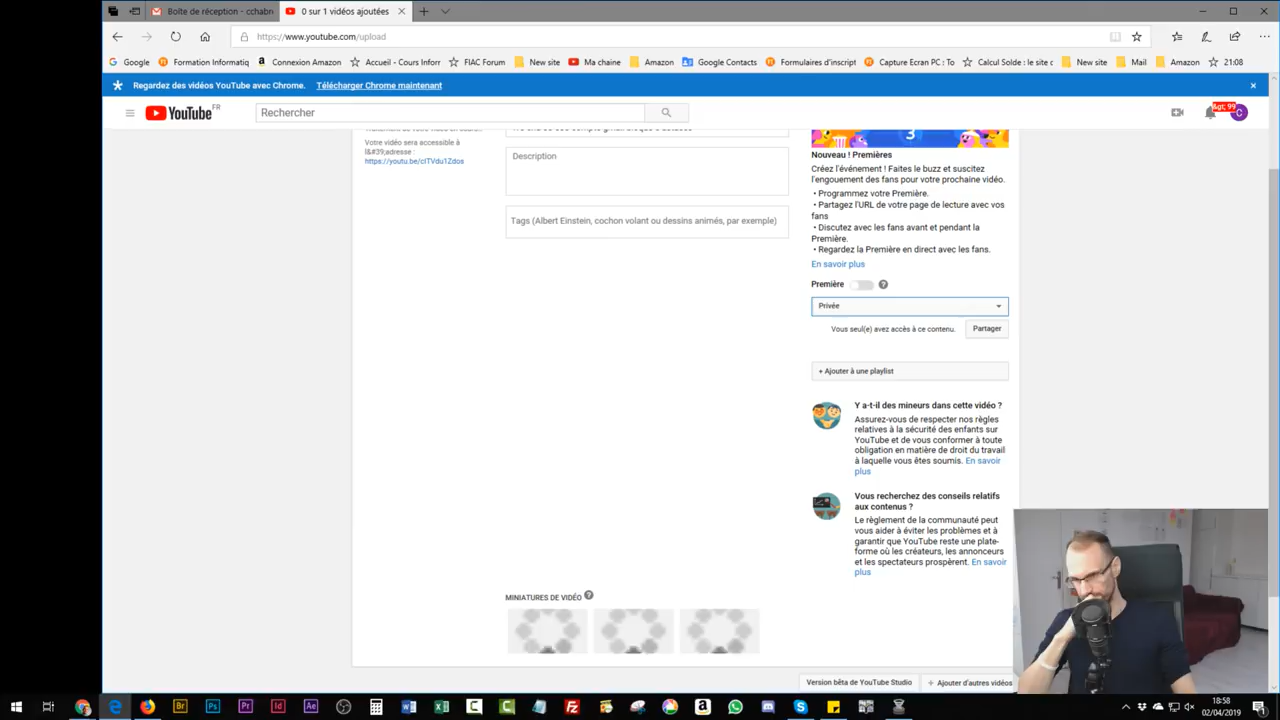 Boîte de réception - cchabre
0 sur 1 vidéos ajoutées
https://www.youtube.com/upload
Google
Formation Informatiq
Connexion Amazon
Accueil - Cours Inforr
FIAC Forum
New site
Ma chaine
Amazon
Google Contacts
Formulaires d'inscript
Capture Ecran PC : To
Calcul Solde : le site c
New site
Mail
Amazon
21:08
Regardez des vidéos YouTube avec Chrome. Télécharger Chrome maintenant
YouTube FR
Rechercher
&gt; 99
C
Votre vidéo sera accessible à
l&#39;adresse :
https://youtu.be/cITVdu1Zdos
Description
Tags (Albert Einstein, cochon volant ou dessins animés, par exemple)
3
Nouveau ! Premières
Créez l'événement ! Faites le buzz et suscitez
l'engouement des fans pour votre prochaine vidéo.
• Programmez votre Première.
• Partagez l'URL de votre page de lecture avec vos
fans
• Discutez avec les fans avant et pendant la
Première.
• Regardez la Première en direct avec les fans.
En savoir plus
Première
Privée
Vous seul(e) avez accès à ce contenu.
Partager
+ Ajouter à une playlist
Y a-t-il des mineurs dans cette vidéo ?
Assurez-vous de respecter nos règles
relatives à la sécurité des enfants sur
YouTube et de vous conformer à toute
obligation en matière de droit du travail
à laquelle vous êtes soumis. En savoir
plus
Vous recherchez des conseils relatifs
aux contenus ?
Le règlement de la communauté peut
vous aider à éviter les problèmes et à
garantir que YouTube reste une plate-
forme où les créateurs, les annonceurs
et les spectateurs prospèrent. En savoir
plus
MINIATURES DE VIDÉO
Version bêta de YouTube Studio
+ Ajouter d'autres vidéos
Br
Ps
Pr
Id
Ae
18:58
02/04/2019